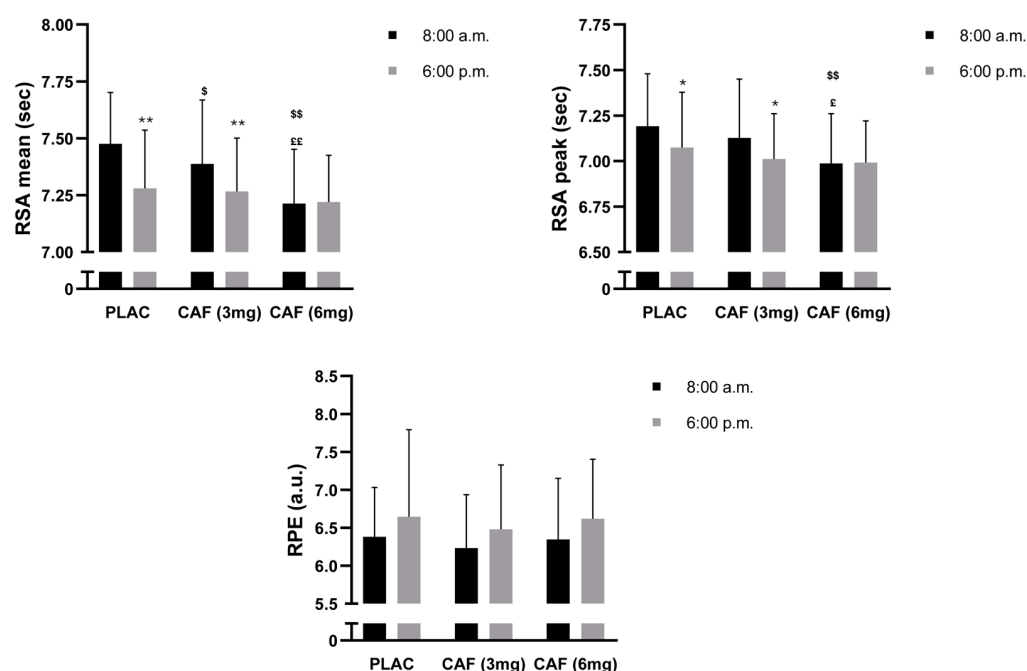 RSA mean (sec)
8.00
7.75
7.50
7.25
7.00
0
$
**
**
$$
££
8:00 a.m.
6:00 p.m.
PLAC CAF (3mg) CAF (6mg)
RSA peak (sec)
7.75
7.50
7.25
7.00
6.75
6.50
0
*
*
$$
£
8:00 a.m.
6:00 p.m.
PLAC CAF (3mg) CAF (6mg)
RPE (a.u.)
8.5
8.0
7.5
7.0
6.5
6.0
5.5
0
8:00 a.m.
6:00 p.m.
PLAC CAF (3mg) CAF (6mg)